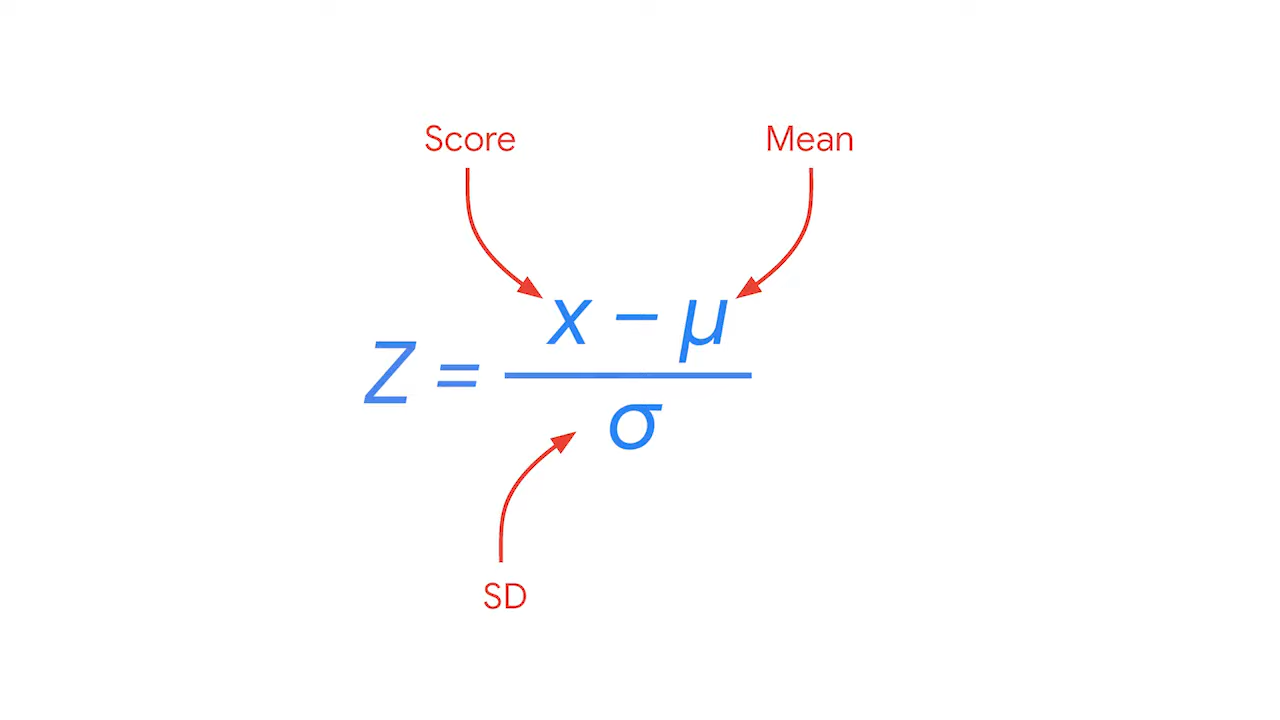 Score Mean
Z = x − μ
σ
SD